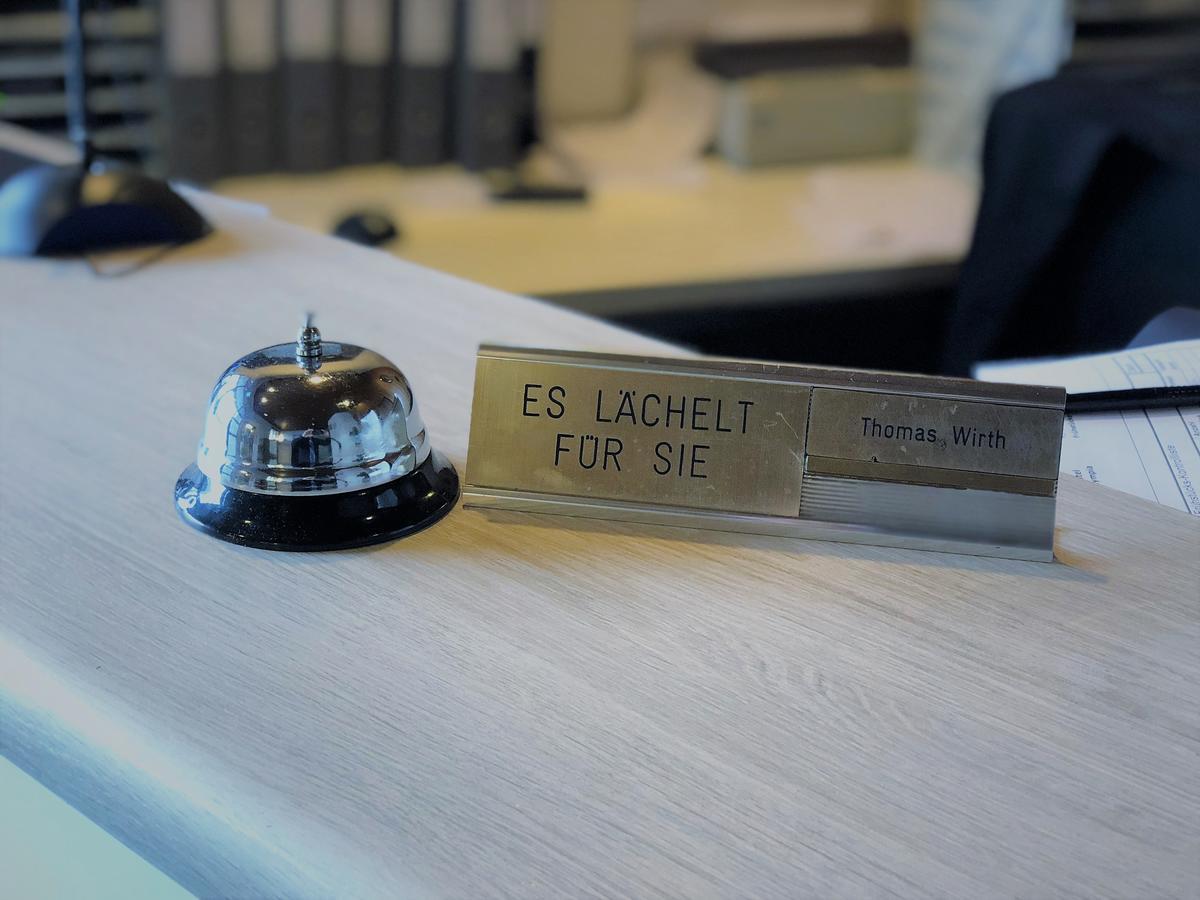 ES LÄCHELT
FÜR SIE
Thomas Wirth